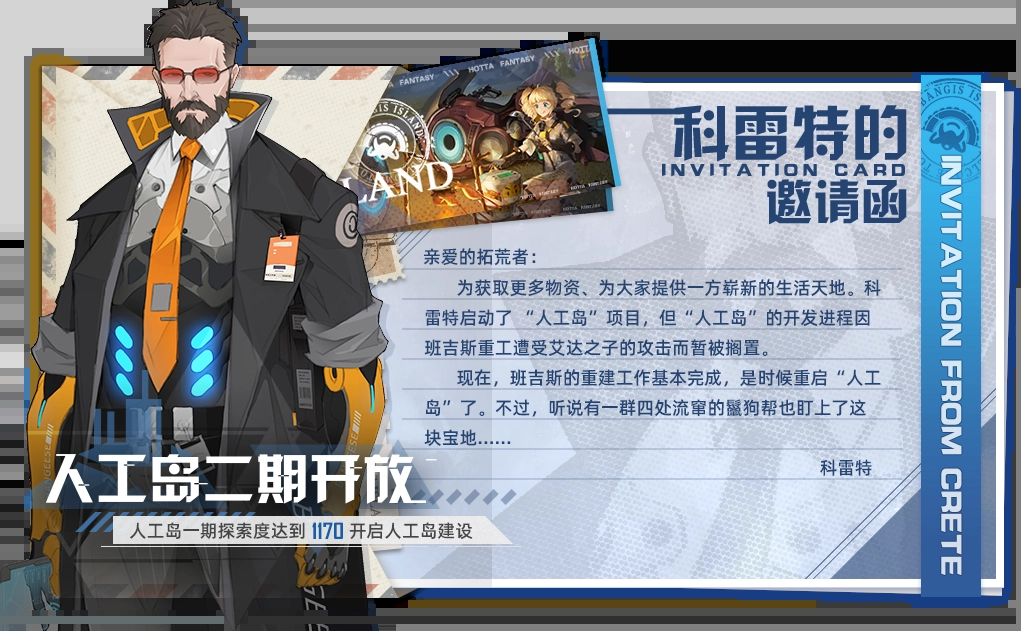 FANTASY
HOTTA FANTASY
HOTTA
LAND
科雷特的
INVITATION CARD
邀请函
亲爱的拓荒者：
为获取更多物资、为大家提供一方崭新的生活天地。科
雷特启动了 “人工岛” 项目，但“人工岛” 的开发进程因
班吉斯重工遭受艾达之子的攻击而暂被搁置。
现在，班吉斯的重建工作基本完成，是时候重启 “人工
岛” 了。不过，听说有一群四处流窜的鬣狗帮也盯上了这
块宝地......
科雷特
人工岛二期开放
人工岛一期探索度达到 1170 开启人工岛建设
INVITATION FROM CRETE